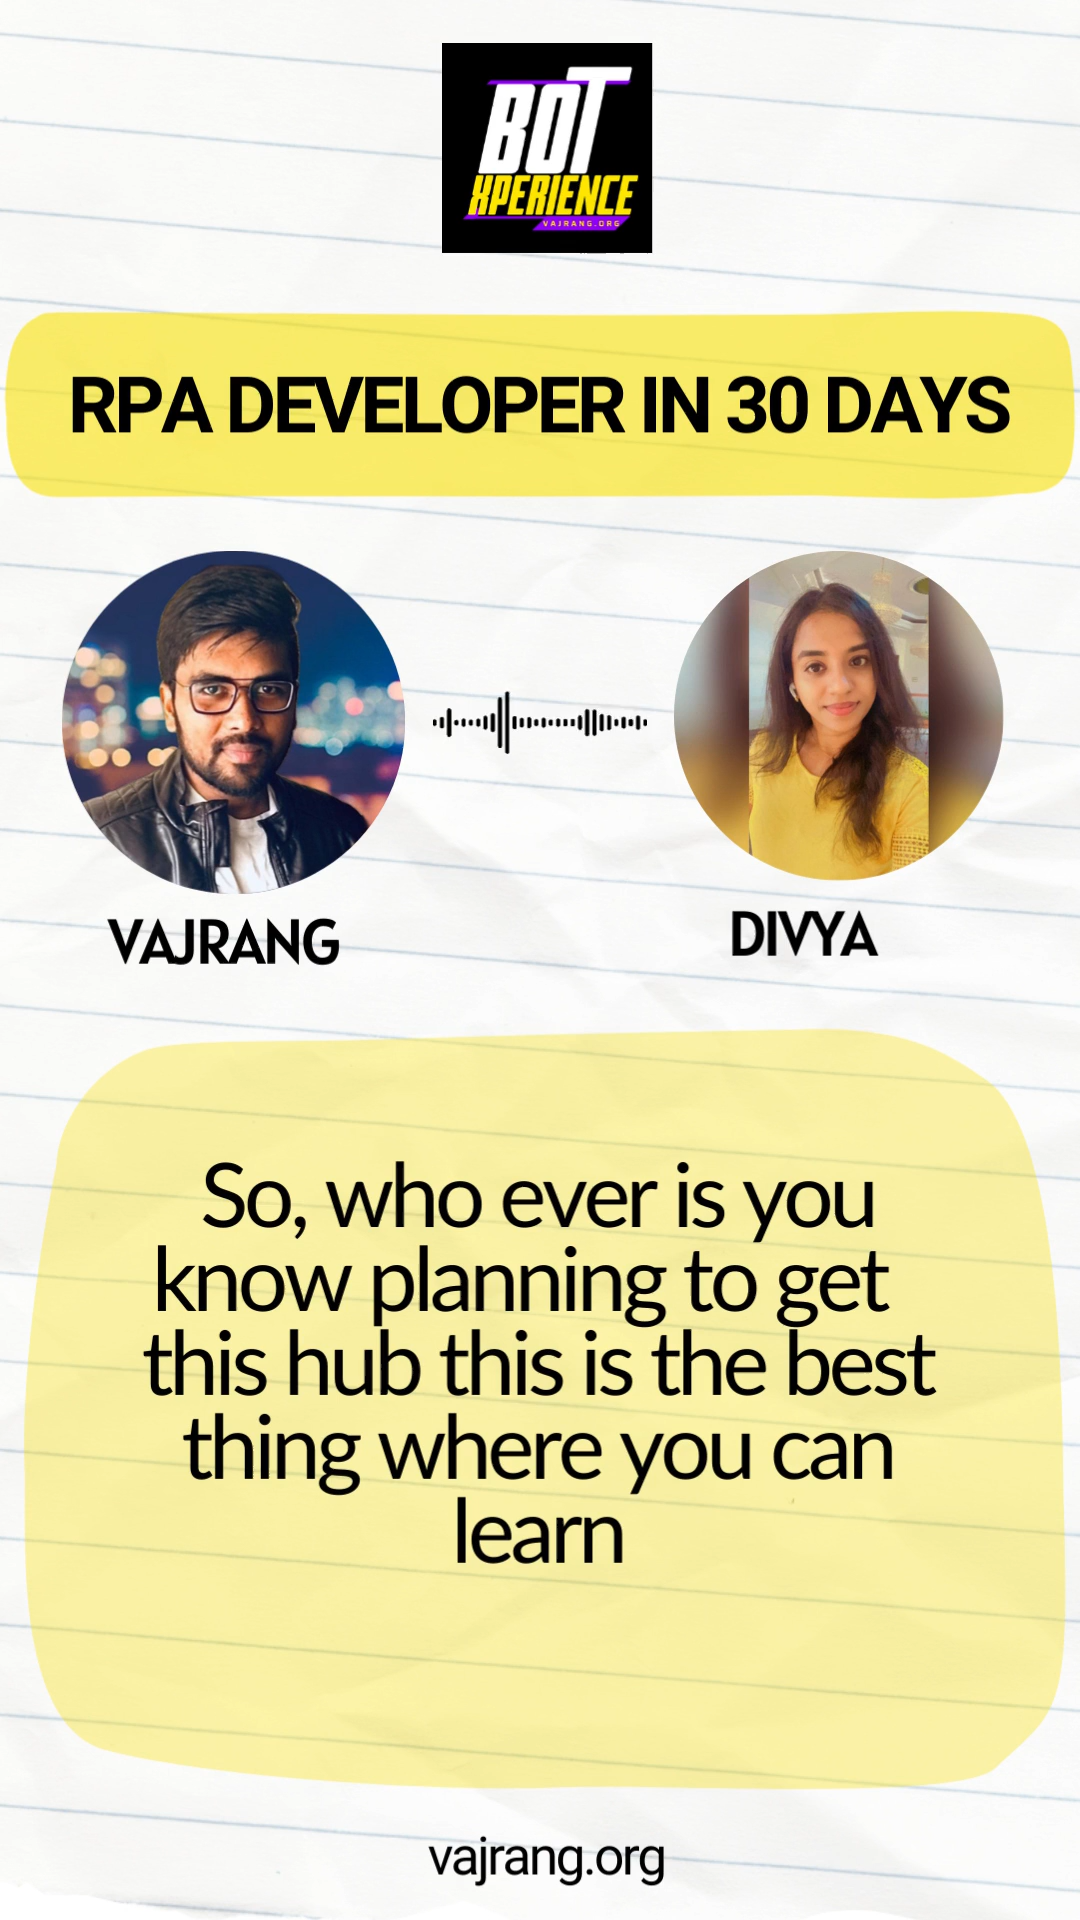 BOT
XPERIENCE
VAJRANG.ORG
RPA DEVELOPER IN 30 DAYS
VAJRANG
DIVYA
So, who ever is you
know planning to get
this hub this is the best
thing where you can
learn
vajrang.org